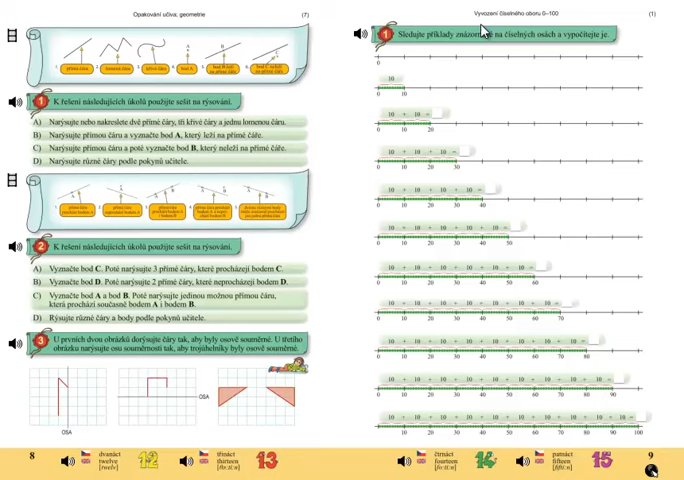 Opakování učiva; geometrie
(7)
přímá čára
lomená čára
křivá čára
bod A
bod B leží
na přímé čáře
bod C neleží
na přímé čáře
1 K řešení následujících úkolů použijte sešit na rýsování.
A) Narýsujte nebo nakreslete dvě přímé čáry, tři křivé čáry a jednu lomenou čáru.
B) Narýsujte přímou čáru a vyznačte bod A, který leží na přímé čáře.
C) Narýsujte přímou čáru a poté vyznačte bod B, který neleží na přímé čáře.
D) Narýsujte různé čáry podle pokynů učitele.
2 K řešení následujících úkolů použijte sešit na rýsování.
A) Vyznačte bod C. Poté narýsujte 3 přímé čáry, které procházejí bodem C.
B) Vyznačte bod D. Poté narýsujte 2 přímé čáry, které neprocházejí bodem D.
C) Vyznačte bod A a bod B. Poté narýsujte jedinou možnou přímou čáru,
která prochází současně bodem A i bodem B.
D) Rýsujte různé čáry a body podle pokynů učitele.
3 U prvních dvou obrázků dorýsujte čáry tak, aby byly osově souměrné. U třetího
obrázku narýsujte osu souměrnosti tak, aby trojúhelníky byly osově souměrné.
OSA
OSA
8
dvanáct
twelve
[twelv]
12
třináct
thirteen
13
Vyvození číselného oboru 0–100
(1)
1 Sledujte příklady znázorněné na číselných osách a vypočítejte je.
0
10
0 10
10 + 10 =
0 10 20
10 + 10 + 10 =
0 10 20 30
10 + 10 + 10 + 10 =
0 10 20 30 40
10 + 10 + 10 + 10 + 10 =
0 10 20 30 40 50
10 + 10 + 10 + 10 + 10 + 10 =
0 10 20 30 40 50 60
10 + 10 + 10 + 10 + 10 + 10 + 10 =
0 10 20 30 40 50 60 70
10 + 10 + 10 + 10 + 10 + 10 + 10 + 10 =
0 10 20 30 40 50 60 70 80
10 + 10 + 10 + 10 + 10 + 10 + 10 + 10 + 10 =
0 10 20 30 40 50 60 70 80 90
10 + 10 + 10 + 10 + 10 + 10 + 10 + 10 + 10 + 10 =
0 10 20 30 40 50 60 70 80 90 100
čtrnáct
fourteen
14
patnáct
fifteen
15
9